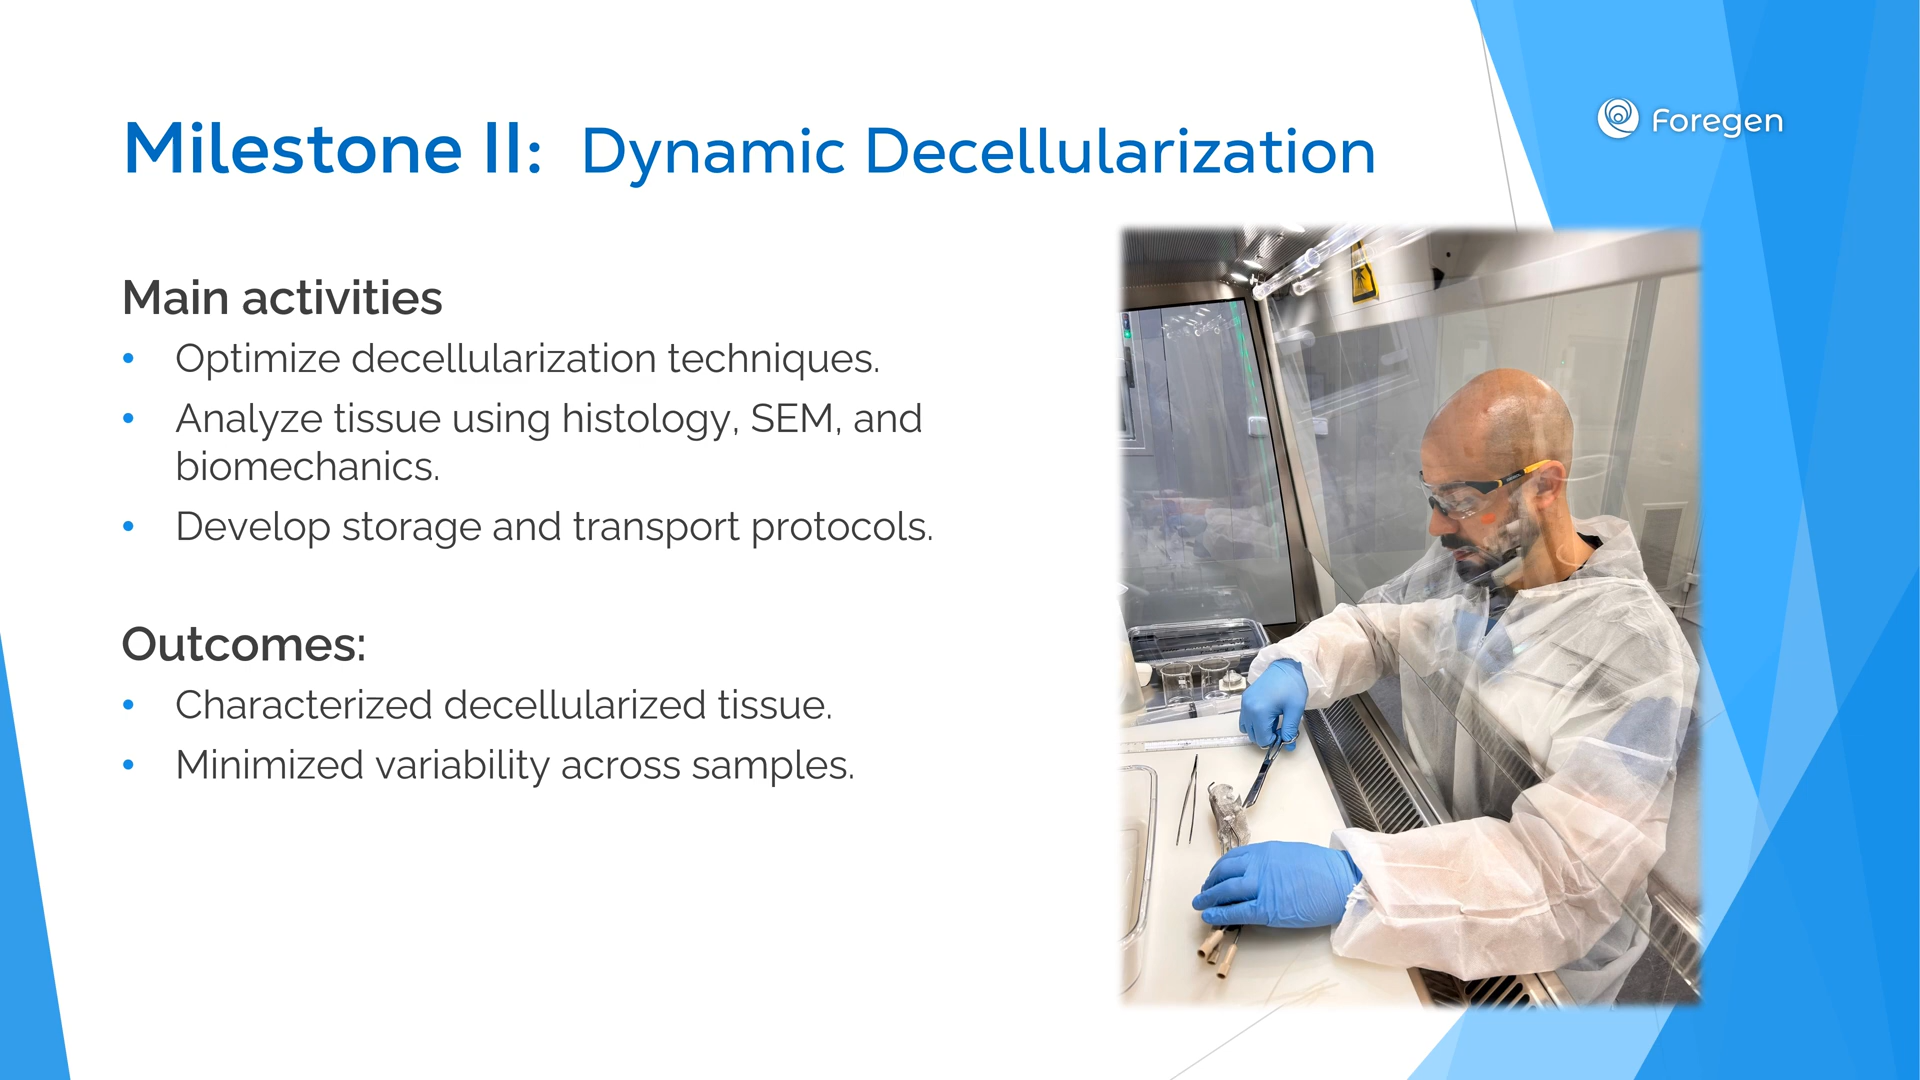 Foregen
Milestone II: Dynamic Decellularization
Main activities
• Optimize decellularization techniques.
• Analyze tissue using histology, SEM, and
biomechanics.
• Develop storage and transport protocols.
Outcomes:
• Characterized decellularized tissue.
• Minimized variability across samples.